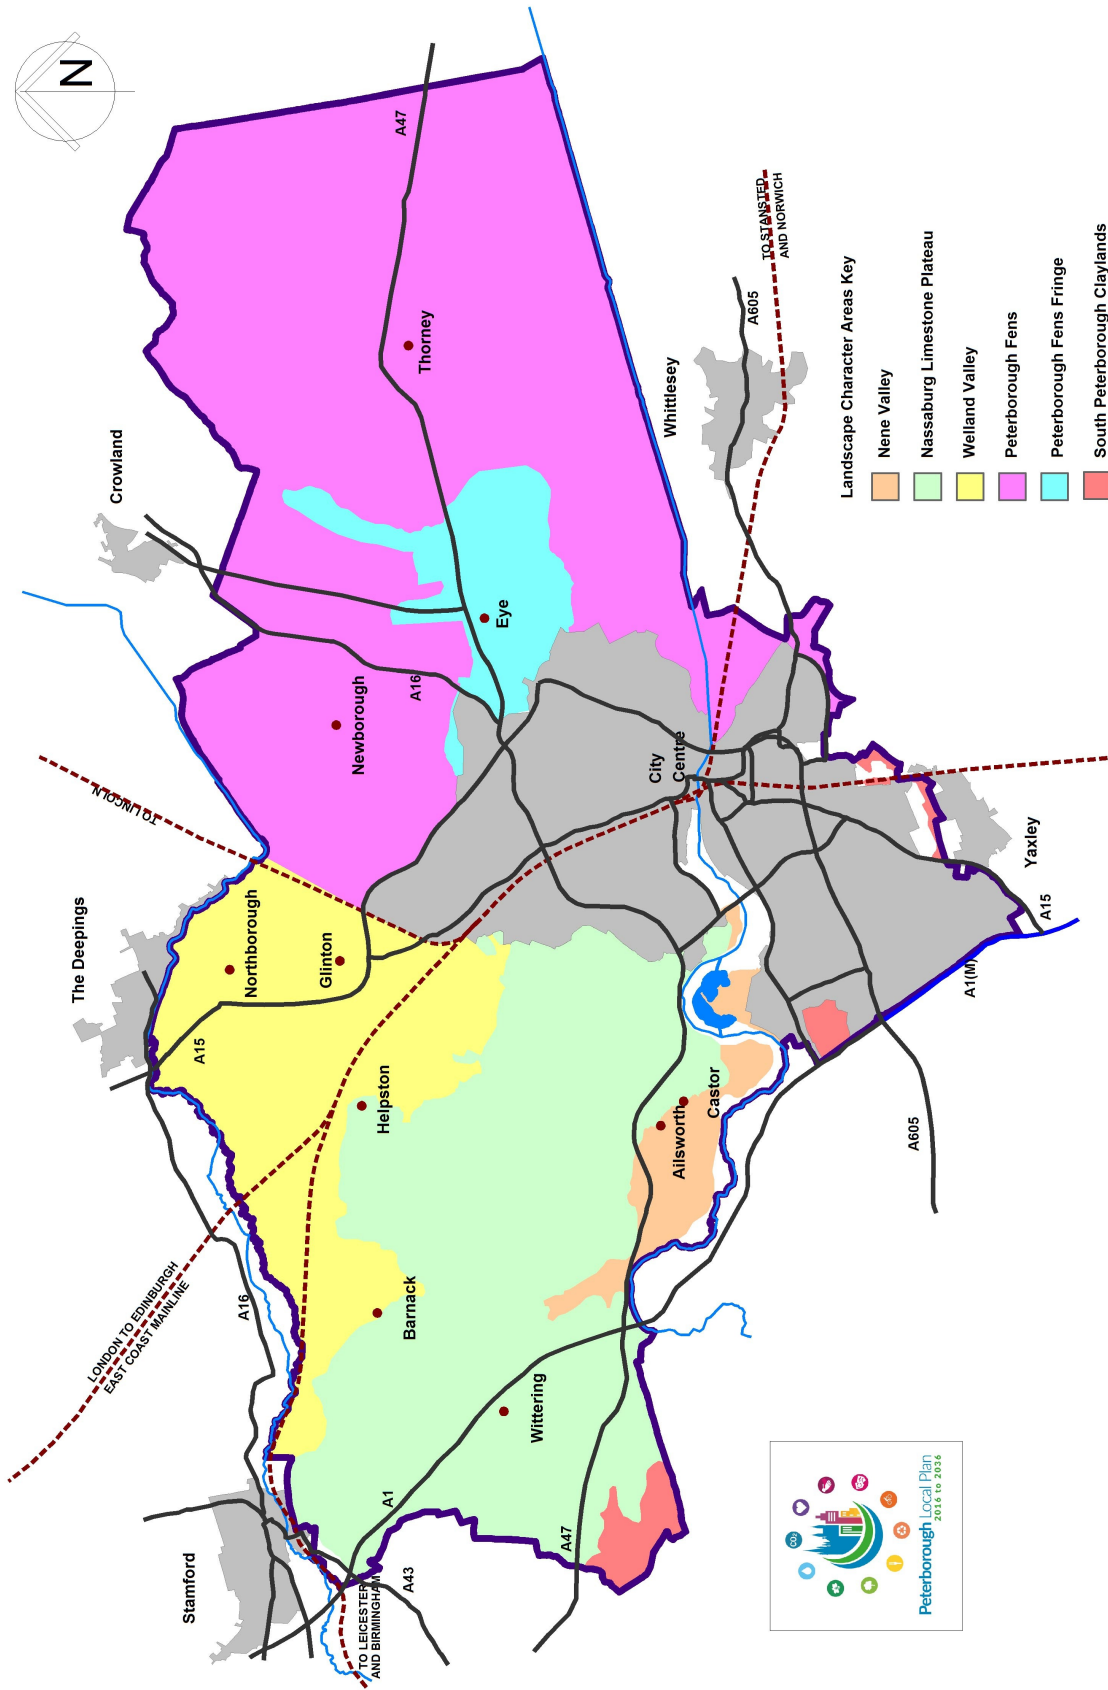 N
Stamford
The Deepings
Crowland
TO LINCOLN
LONDON TO EDINBURGH
EAST COAST MAINLINE
A16
A15
Northborough
Glinton
Newborough
A16
A47
Thorney
Eye
Helpston
Barnack
Wittering
A1
A43
A47
TO LEICESTER
AND BIRMINGHAM
Ailsworth
Castor
City
Centre
Whittlesey
A605
TO STANSTED
AND NORWICH
Yaxley
A15
A1(M)
A605
Landscape Character Areas Key
Nene Valley
Nassaburg Limestone Plateau
Welland Valley
Peterborough Fens
Peterborough Fens Fringe
South Peterborough Claylands
CO2
Peterborough Local Plan
2016 to 2036